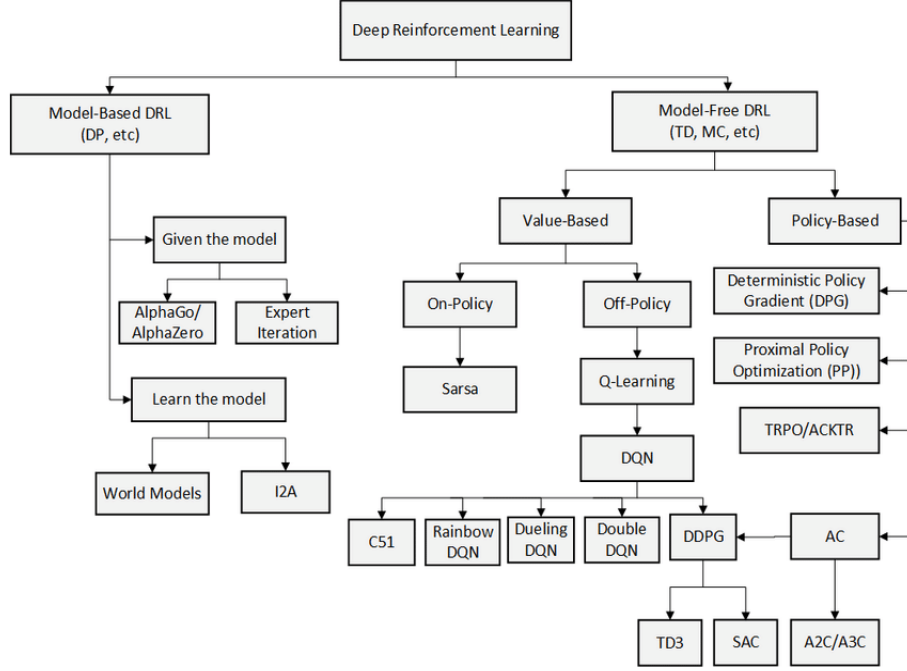 Deep Reinforcement Learning
Model-Based DRL
(DP, etc)
Model-Free DRL
(TD, MC, etc)
Value-Based
Policy-Based
Given the model
On-Policy
Off-Policy
Deterministic Policy
Gradient (DPG)
AlphaGo/
AlphaZero
Expert
Iteration
Proximal Policy
Optimization (PP))
Sarsa
Q-Learning
Learn the model
TRPO/ACKTR
DQN
World Models
I2A
C51
Rainbow
DQN
Dueling
DQN
Double
DQN
DDPG
AC
TD3
SAC
A2C/A3C